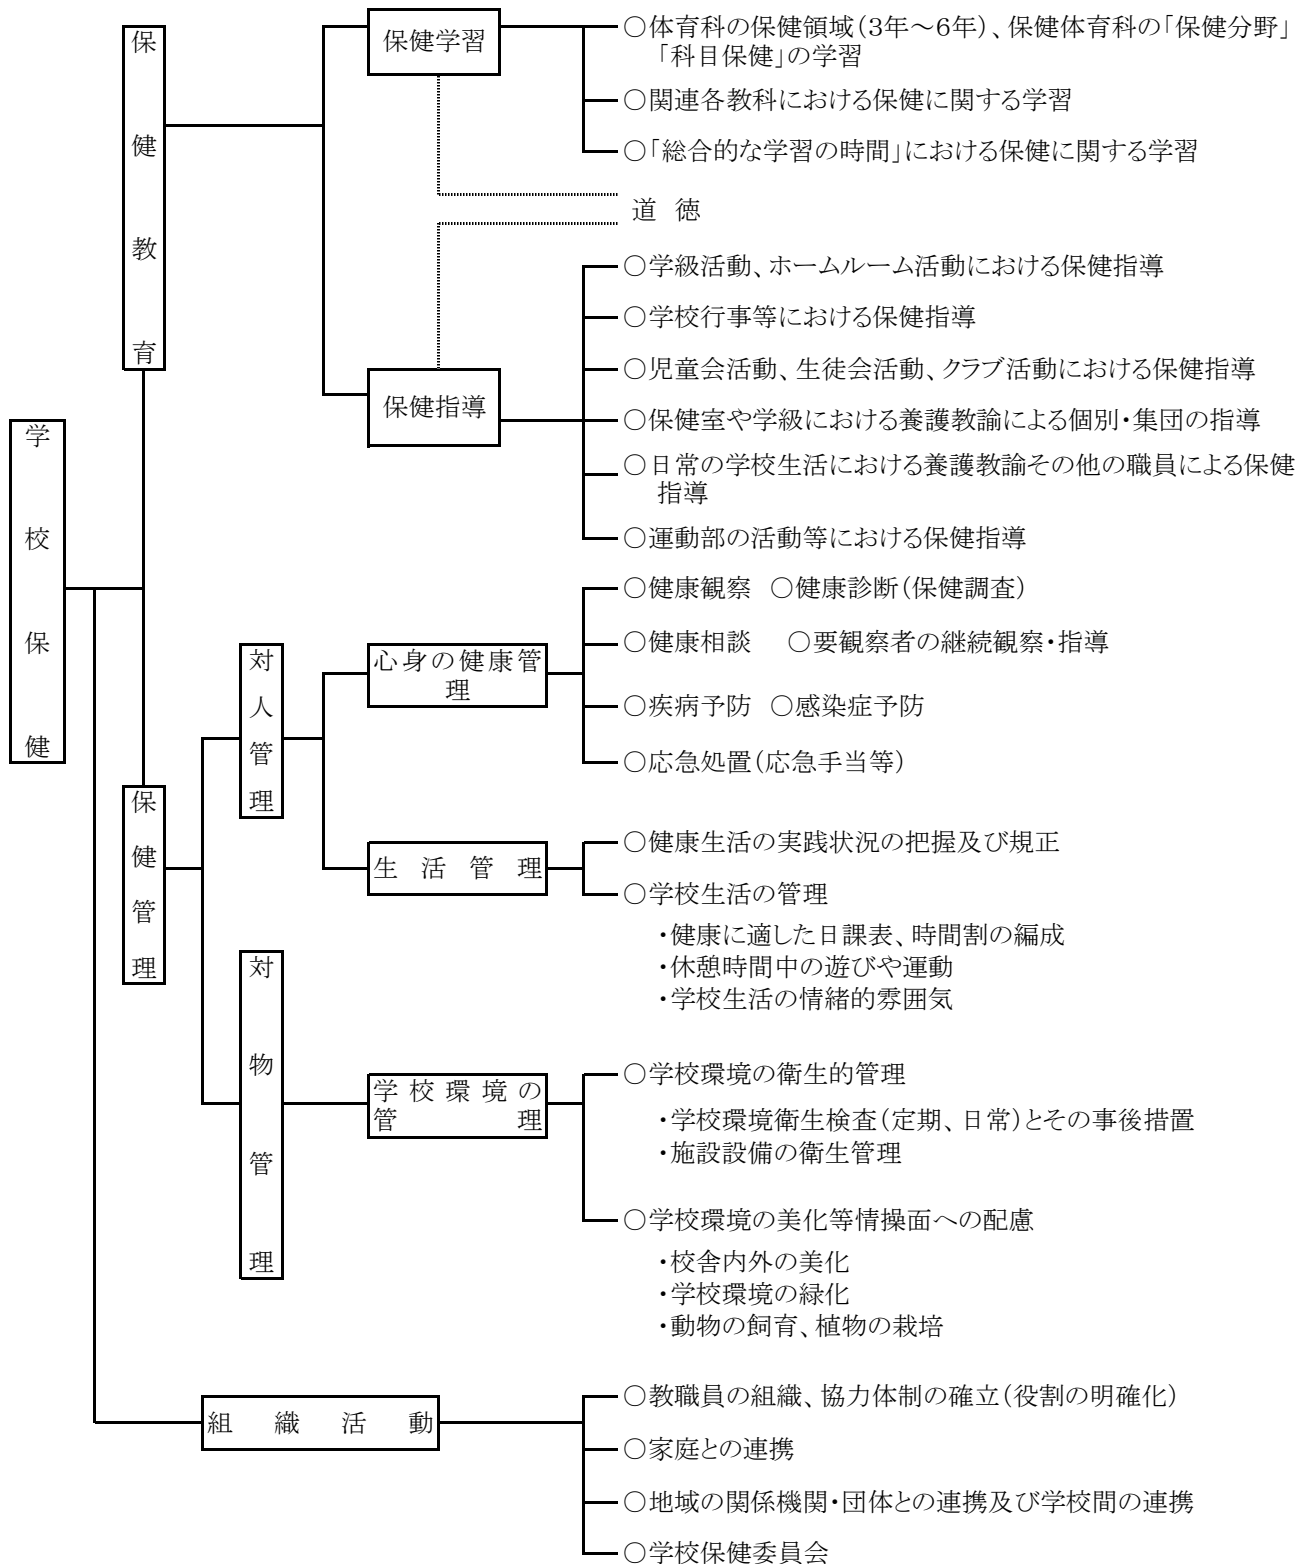 学校保健
保健教育
保健学習
○体育科の保健領域(3年～6年)、保健体育科の「保健分野」
「科目保健」の学習
○関連各教科における保健に関する学習
○「総合的な学習の時間」における保健に関する学習
道 徳
保健指導
○学級活動、ホームルーム活動における保健指導
○学校行事等における保健指導
○児童会活動、生徒会活動、クラブ活動における保健指導
○保健室や学級における養護教諭による個別・集団の指導
○日常の学校生活における養護教諭その他の職員による保健
指導
○運動部の活動等における保健指導
保健管理
対人管理
心身の健康管
理
○健康観察 ○健康診断(保健調査)
○健康相談 ○要観察者の継続観察・指導
○疾病予防 ○感染症予防
○応急処置(応急手当等)
生活管理
○健康生活の実践状況の把握及び規正
○学校生活の管理
・健康に適した日課表、時間割の編成
・休憩時間中の遊びや運動
・学校生活の情緒的雰囲気
対物管理
学校環境の
管理
○学校環境の衛生的管理
・学校環境衛生検査(定期、日常)とその事後措置
・施設設備の衛生管理
○学校環境の美化等情操面への配慮
・校舎内外の美化
・学校環境の緑化
・動物の飼育、植物の栽培
組織活動
○教職員の組織、協力体制の確立(役割の明確化)
○家庭との連携
○地域の関係機関・団体との連携及び学校間の連携
○学校保健委員会